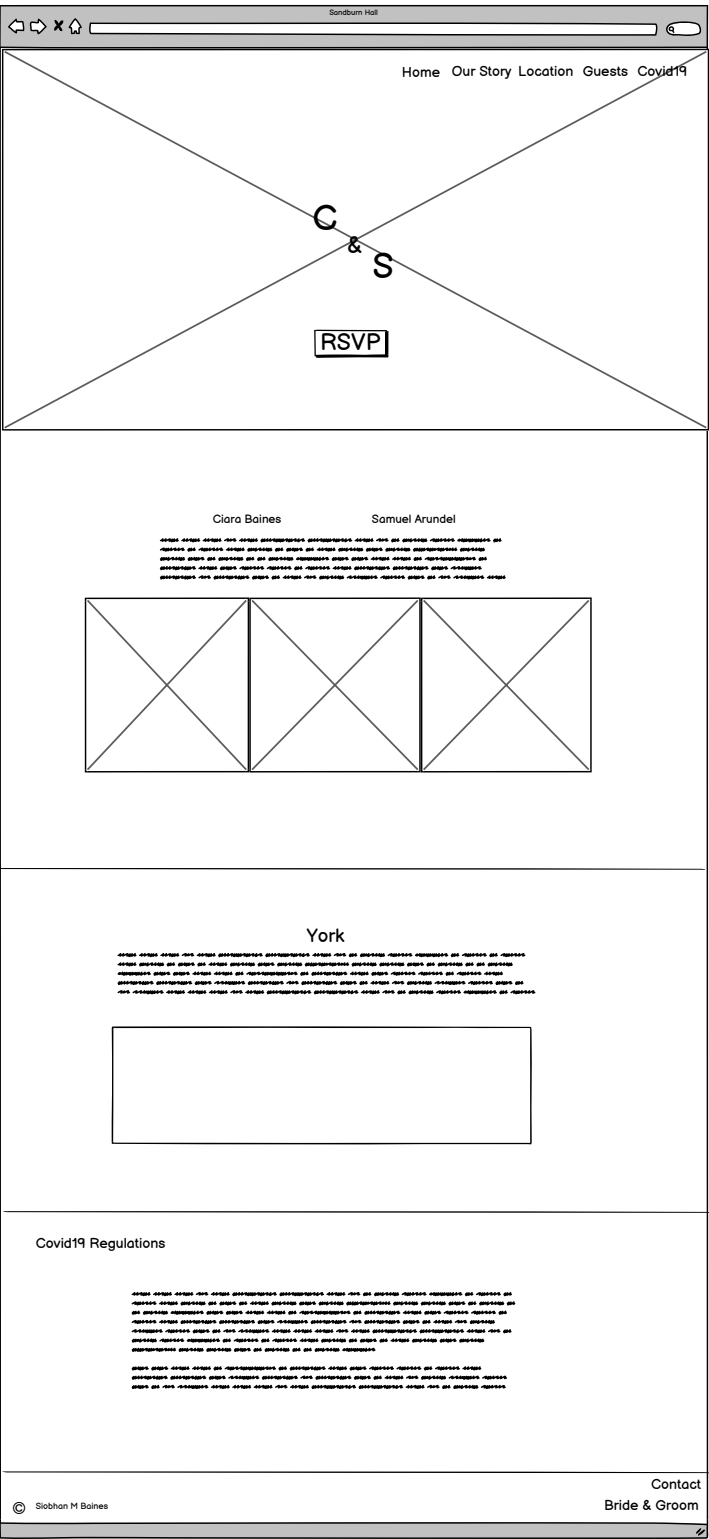 Sandburn Hall
Home Our Story Location Guests Covid19
C
&
S
RSVP
Ciara Baines Samuel Arundel
York
Covid19 Regulations
Contact
© Siobhan M Baines Bride & Groom